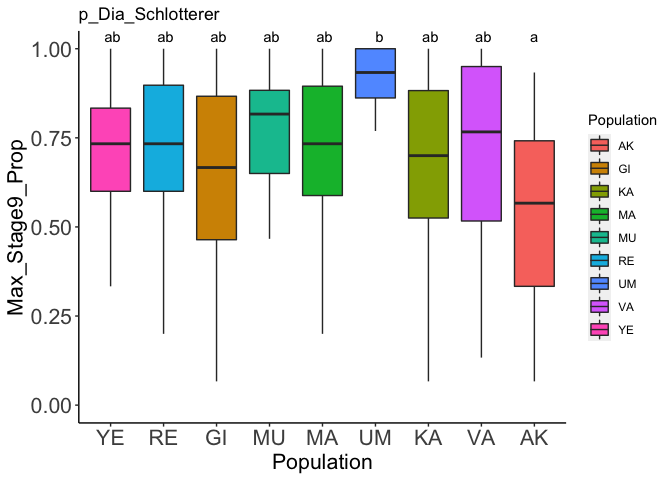 p_Dia_Schlotterer
ab ab ab ab ab b ab ab a
1.00
0.75
0.50
0.25
0.00
Max_Stage9_Prop
YE RE GI MU MA UM KA VA AK
Population
Population
AK
GI
KA
MA
MU
RE
UM
VA
YE